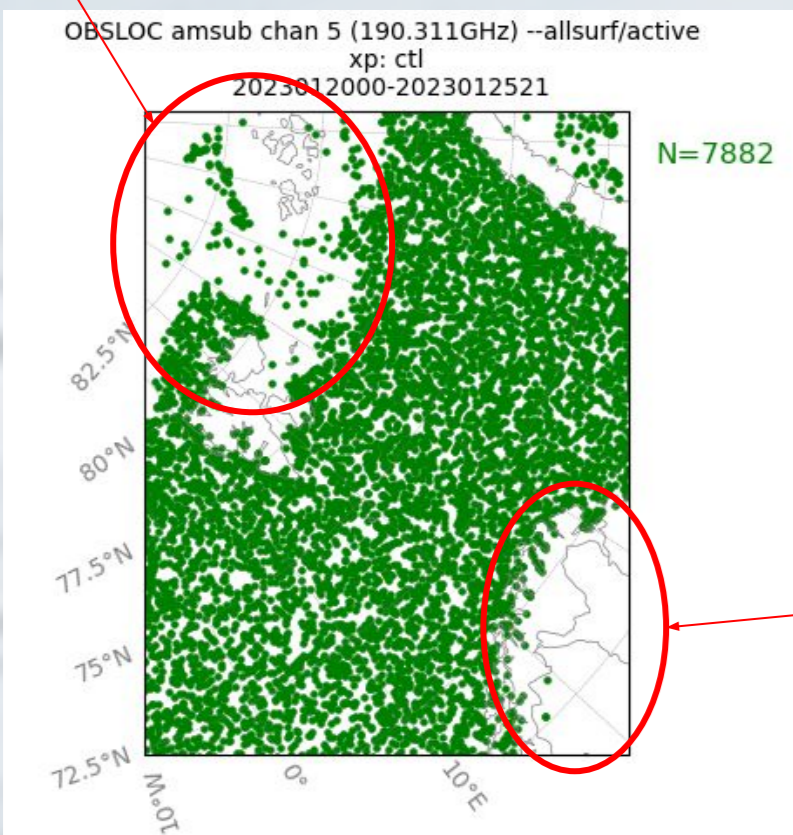 OBSLOC amsub chan 5 (190.311GHz) --allsurf/active
xp: ctl
2023012000-2023012521
N=7882
82.5°N
80°N
77.5°N
75°N
72.5°N
10°W
0°
10°E